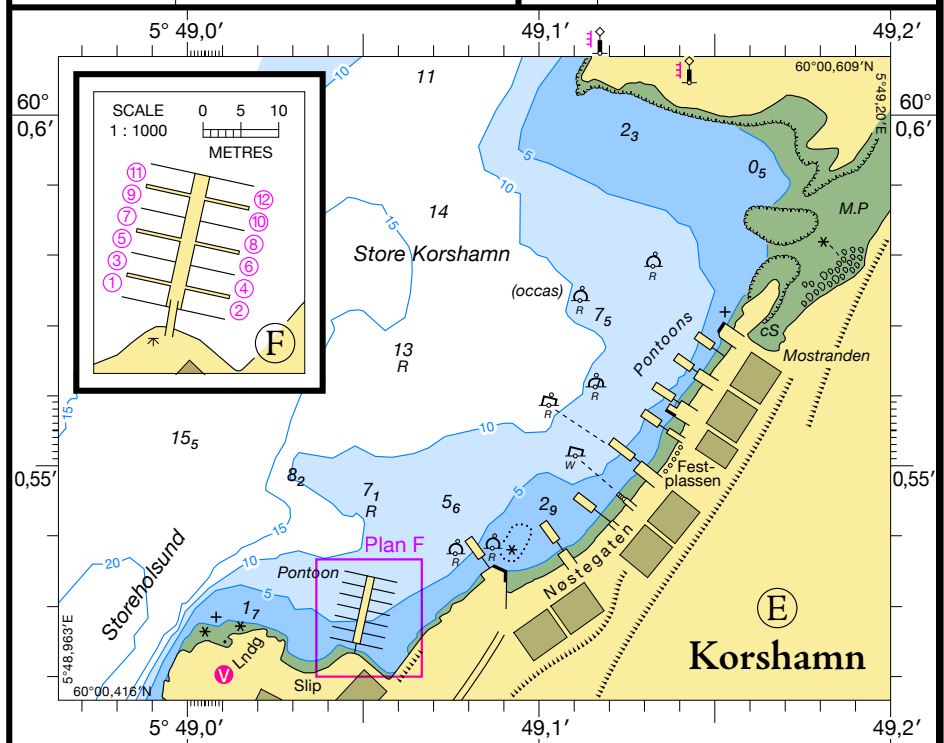 5° 49,0′
49,1′
49,2′
60°
0,6′
60°
0,6′
60°00,609′N
5°49,20′E
SCALE
1 : 1000
0 5 10
METRES
11
12
9
10
7
8
5
6
3
4
1
2
F
10
11
2₃
5
0₅
10
15
14
M.P
Store Korshamn
R
(occas)
R
7₅
Pontoons
cS
Mostranden
13
R
R
R
15
15₅
10
W
0,55′
0,55′
Fest-
plassen
8₂
7₁
R
5₆
5
2₉
15
Plan F
R
R
10
20
Pontoon
5
Nøstegaten
Storeholsund
1₇
E
Korshamn
Lndg
V
Slip
5°48,963′E
60°00,416′N
5° 49,0′
49,1′
49,2′